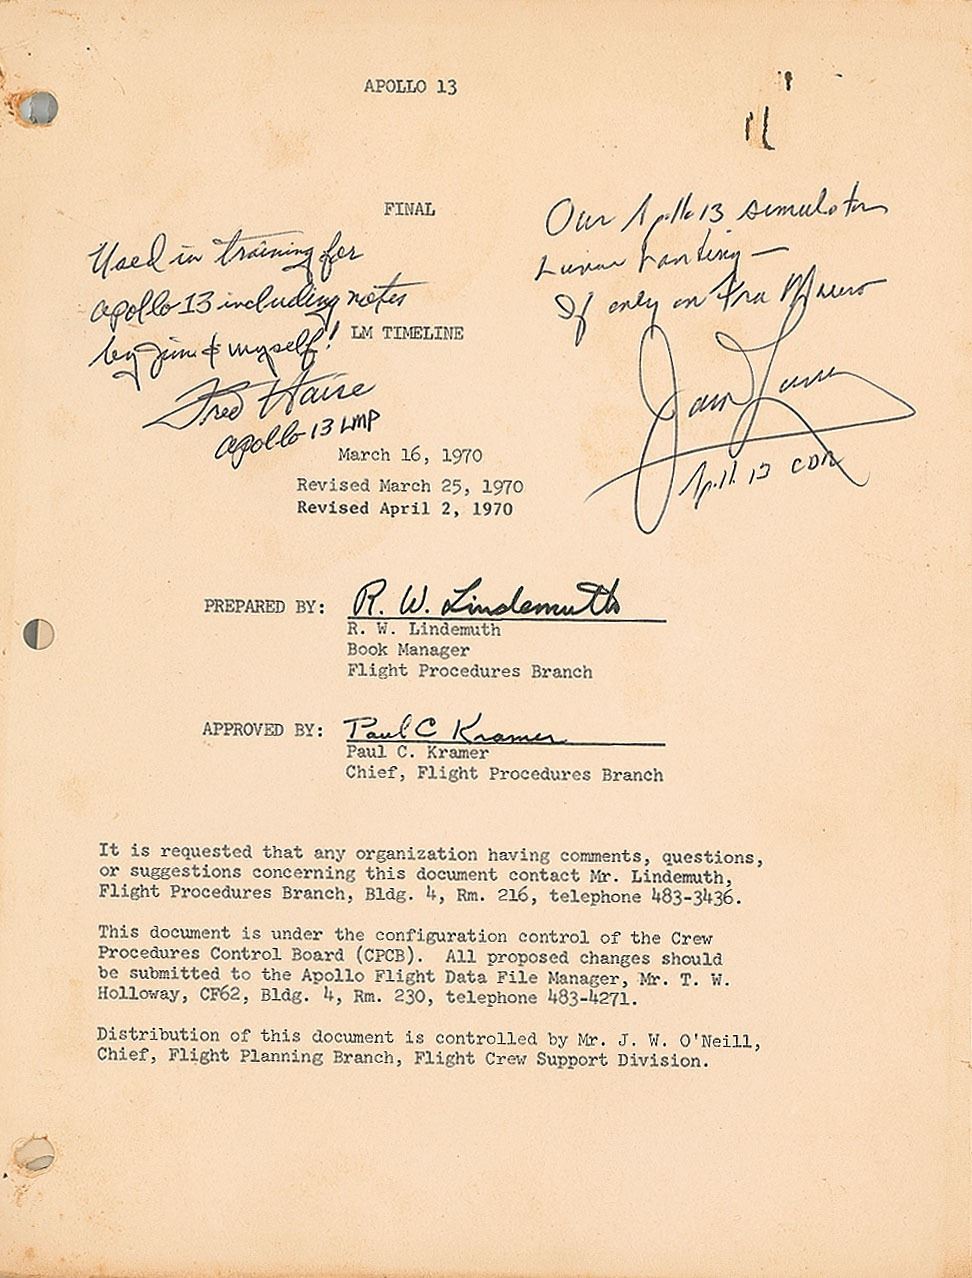 APOLLO 13
FINAL
Used in training for
apollo 13 including notes
by Jim & myself!
Fred Haise
apollo 13 LMP
Our Apollo 13 simulator
Lunar Landing —
If only on Fra Mauro
James Lovell
Apollo 13 CDR
LM TIMELINE
March 16, 1970
Revised March 25, 1970
Revised April 2, 1970
PREPARED BY: R. W. Lindemuth
R. W. Lindemuth
Book Manager
Flight Procedures Branch
APPROVED BY: Paul C Kramer
Paul C. Kramer
Chief, Flight Procedures Branch
It is requested that any organization having comments, questions,
or suggestions concerning this document contact Mr. Lindemuth,
Flight Procedures Branch, Bldg. 4, Rm. 216, telephone 483-3436.
This document is under the configuration control of the Crew
Procedures Control Board (CPCB). All proposed changes should
be submitted to the Apollo Flight Data File Manager, Mr. T. W.
Holloway, CF62, Bldg. 4, Rm. 230, telephone 483-4271.
Distribution of this document is controlled by Mr. J. W. O'Neill,
Chief, Flight Planning Branch, Flight Crew Support Division.